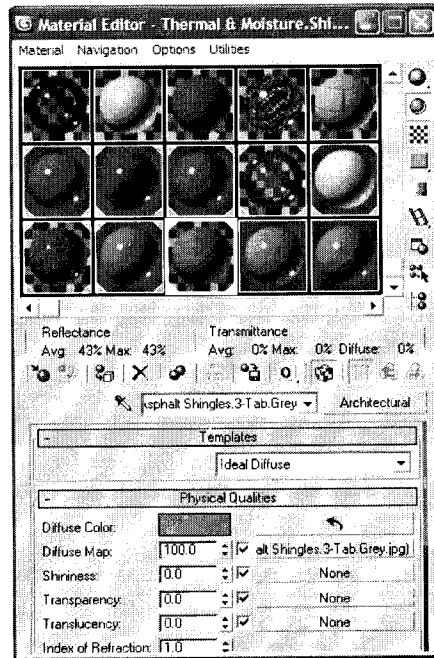 Material Editor - Thermal & Moisture.Shi...
Material Navigation Options Utilities
Reflectance Transmittance
Avg: 43% Max: 43% Avg: 0% Max: 0% Diffuse: 0%
sphalt Shingles.3-Tab.Grey Architectural
- Templates
Ideal Diffuse
- Physical Qualities
Diffuse Color:
Diffuse Map: 100.0 alt Shingles.3-Tab.Grey.jpg)
Shininess: 0.0 None
Transparency: 0.0 None
Translucency: 0.0 None
Index of Refraction: 1.0